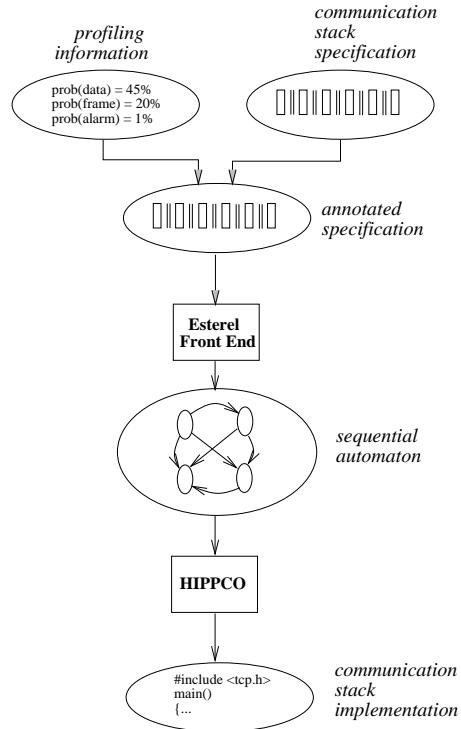 profiling
information
communication
stack
specification
prob(data) = 45%
prob(frame) = 20%
prob(alarm) = 1%
annotated
specification
Esterel
Front End
sequential
automaton
HIPPCO
#include <tcp.h>
main()
{...
communication
stack
implementation